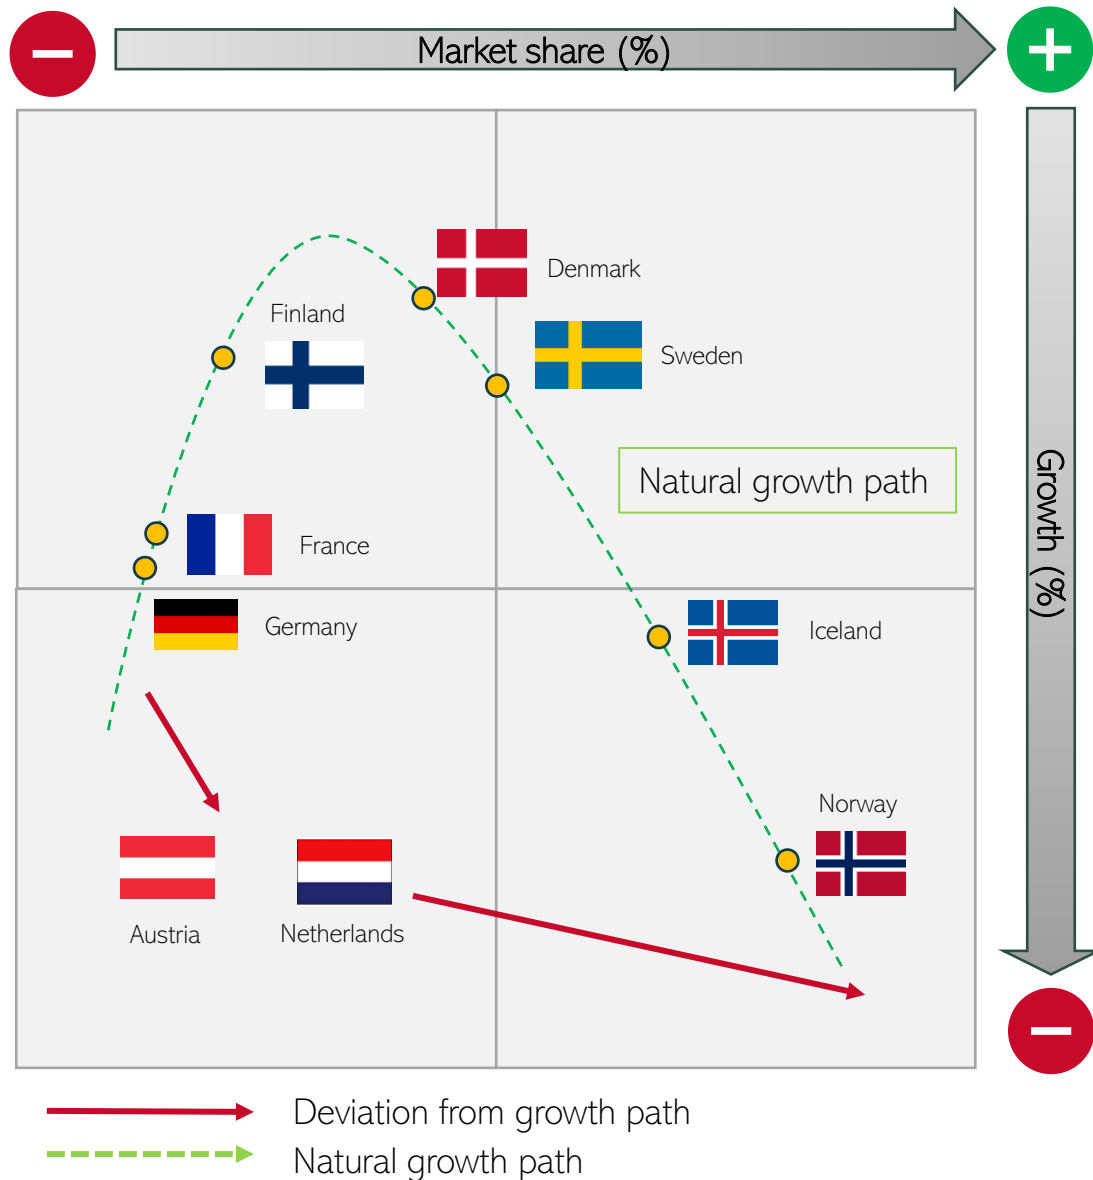 Market share (%)
Denmark
Finland
Sweden
Natural growth path
Growth (%)
France
Germany
Iceland
Norway
Austria
Netherlands
Deviation from growth path
Natural growth path